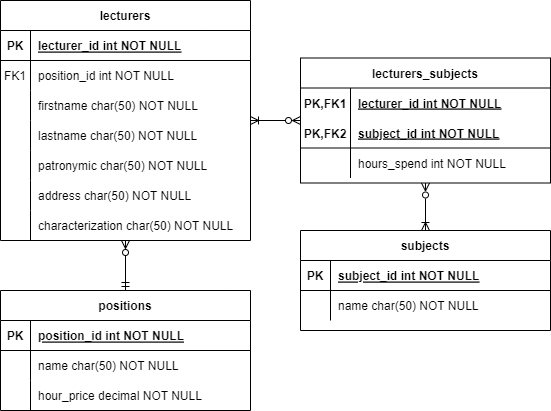 lecturers
PK lecturer_id int NOT NULL
FK1 position_id int NOT NULL
firstname char(50) NOT NULL
lastname char(50) NOT NULL
patronymic char(50) NOT NULL
address char(50) NOT NULL
characterization char(50) NOT NULL
lecturers_subjects
PK,FK1 lecturer_id int NOT NULL
PK,FK2 subject_id int NOT NULL
hours_spend int NOT NULL
subjects
PK subject_id int NOT NULL
name char(50) NOT NULL
positions
PK position_id int NOT NULL
name char(50) NOT NULL
hour_price decimal NOT NULL